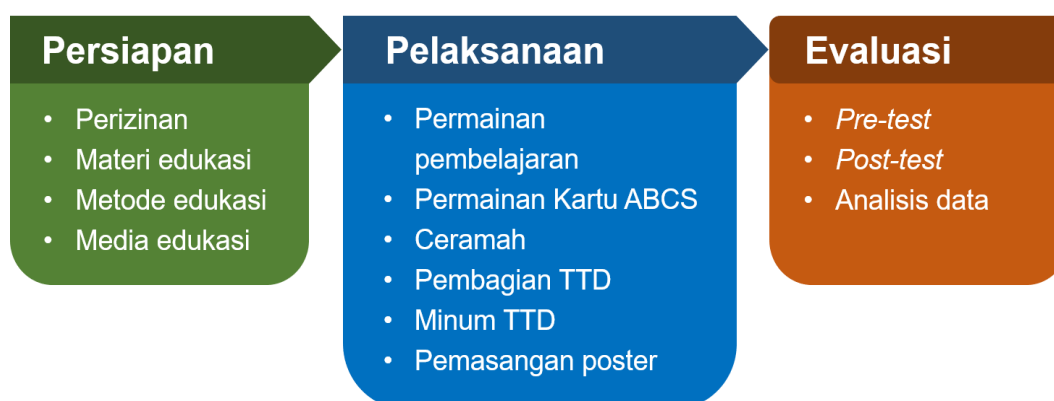 Persiapan
• Perizinan
• Materi edukasi
• Metode edukasi
• Media edukasi
Pelaksanaan
• Permainan
pembelajaran
• Permainan Kartu ABCS
• Ceramah
• Pembagian TTD
• Minum TTD
• Pemasangan poster
Evaluasi
• Pre-test
• Post-test
• Analisis data